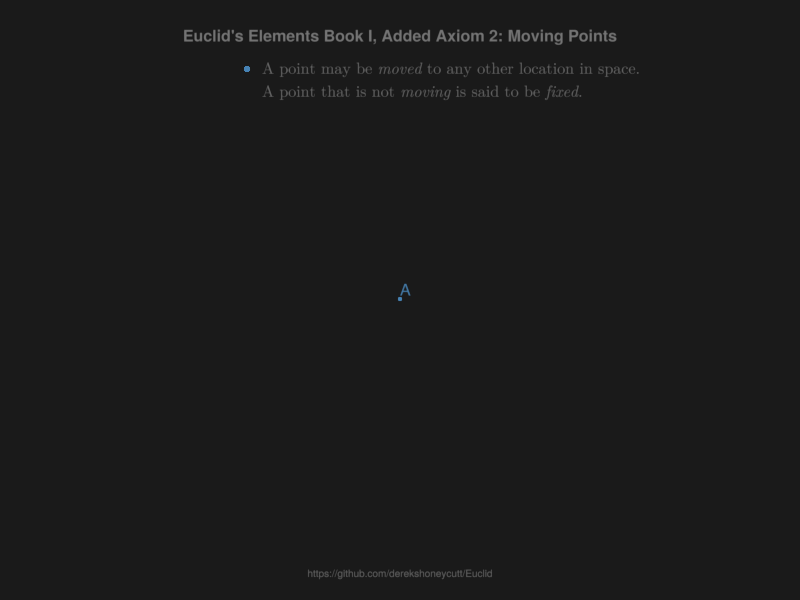 Euclid's Elements Book I, Added Axiom 2: Moving Points
A point may be moved to any other location in space.
A point that is not moving is said to be fixed.
A
https://github.com/derekshoneycutt/Euclid